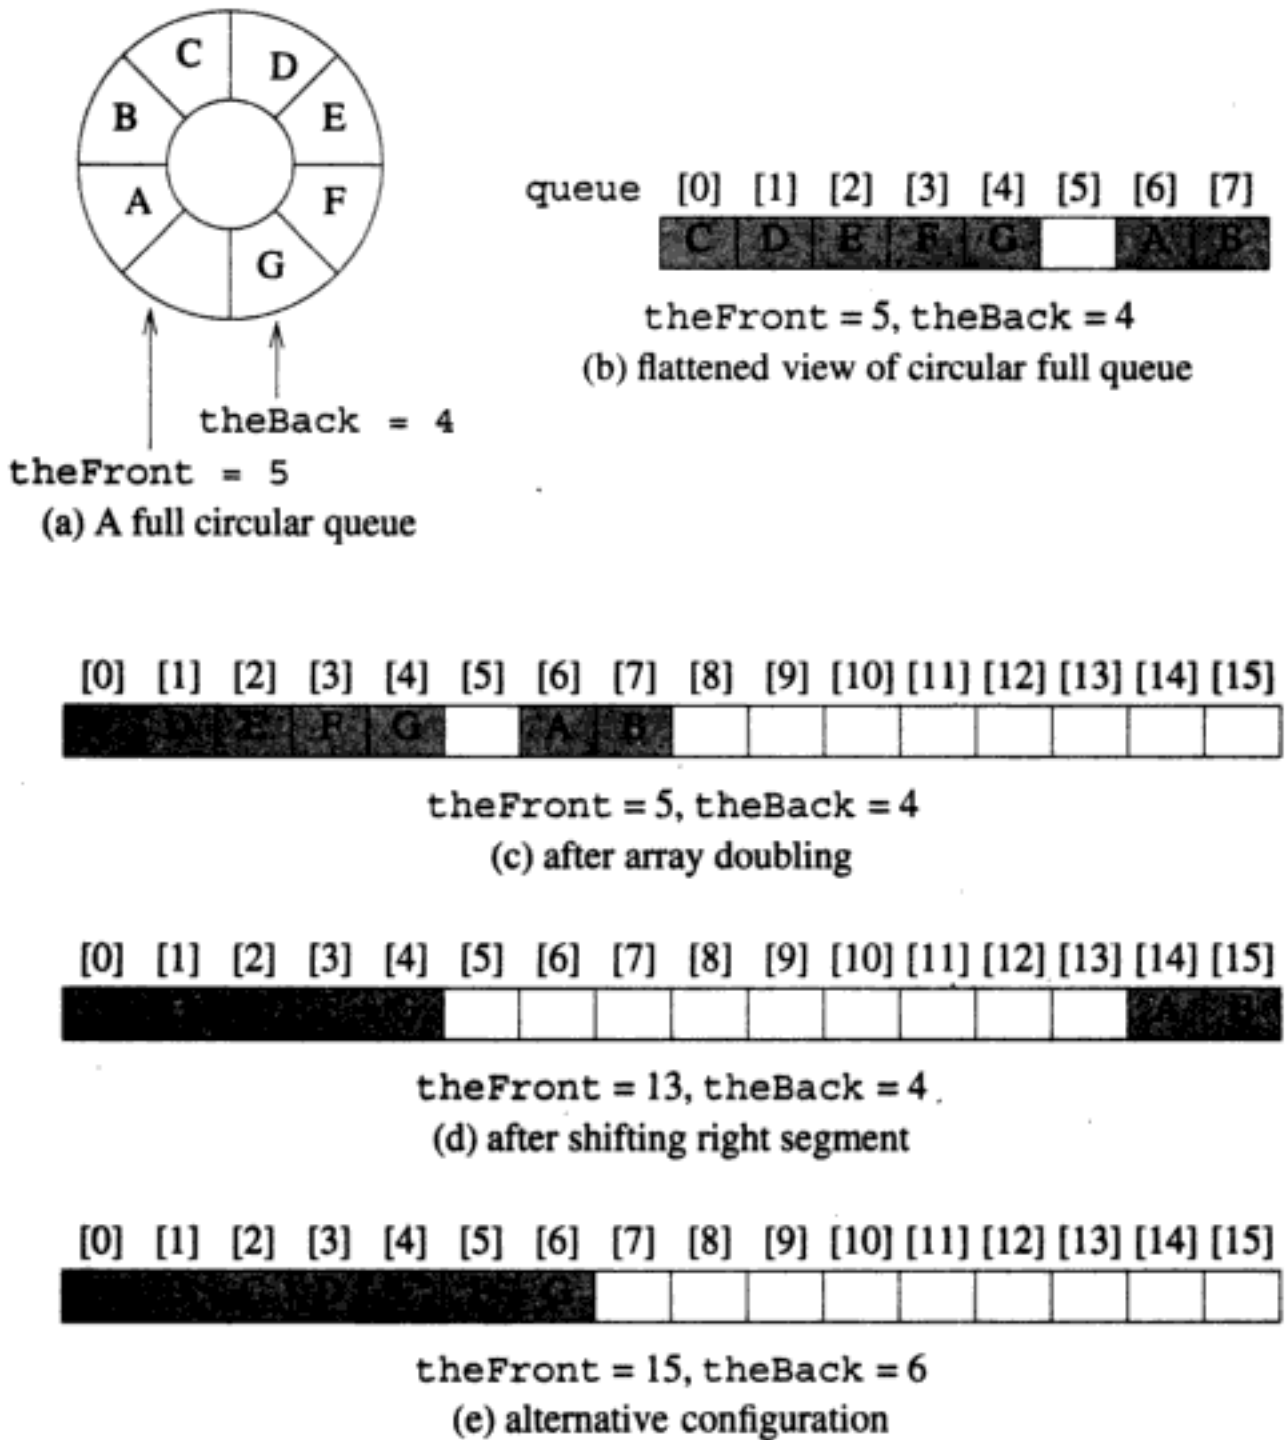 C D
B E
A F
G
theBack = 4
theFront = 5
(a) A full circular queue
queue [0] [1] [2] [3] [4] [5] [6] [7]
C D E F G A B
theFront = 5, theBack = 4
(b) flattened view of circular full queue
[0] [1] [2] [3] [4] [5] [6] [7] [8] [9] [10] [11] [12] [13] [14] [15]
D E F G A B
theFront = 5, theBack = 4
(c) after array doubling
[0] [1] [2] [3] [4] [5] [6] [7] [8] [9] [10] [11] [12] [13] [14] [15]
theFront = 13, theBack = 4
(d) after shifting right segment
[0] [1] [2] [3] [4] [5] [6] [7] [8] [9] [10] [11] [12] [13] [14] [15]
theFront = 15, theBack = 6
(e) alternative configuration